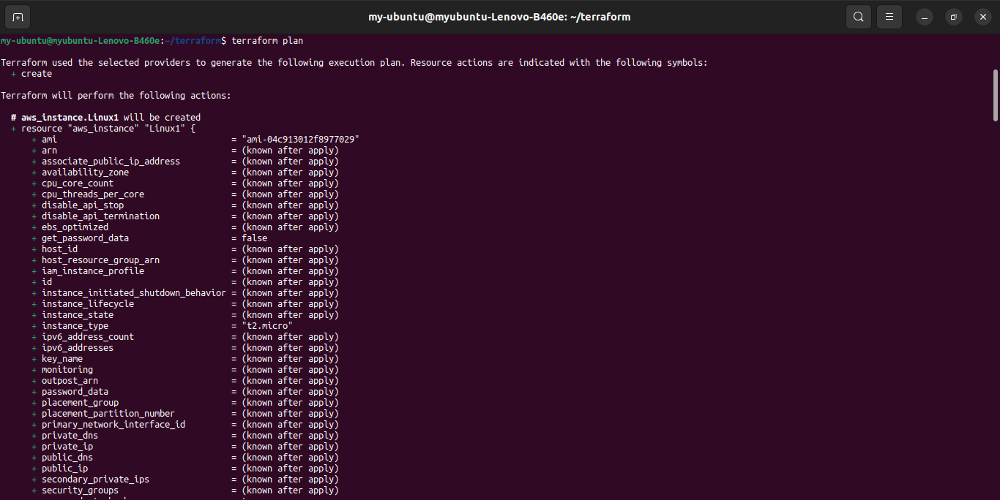 my-ubuntu@myubuntu-Lenovo-B460e: ~/terraform
my-ubuntu@myubuntu-Lenovo-B460e:~/terraform$ terraform plan
Terraform used the selected providers to generate the following execution plan. Resource actions are indicated with the following symbols:
+ create
Terraform will perform the following actions:
# aws_instance.Linux1 will be created
+ resource "aws_instance" "Linux1" {
+ ami = "ami-04c913012f8977029"
+ arn = (known after apply)
+ associate_public_ip_address = (known after apply)
+ availability_zone = (known after apply)
+ cpu_core_count = (known after apply)
+ cpu_threads_per_core = (known after apply)
+ disable_api_stop = (known after apply)
+ disable_api_termination = (known after apply)
+ ebs_optimized = (known after apply)
+ get_password_data = false
+ host_id = (known after apply)
+ host_resource_group_arn = (known after apply)
+ iam_instance_profile = (known after apply)
+ id = (known after apply)
+ instance_initiated_shutdown_behavior = (known after apply)
+ instance_lifecycle = (known after apply)
+ instance_state = (known after apply)
+ instance_type = "t2.micro"
+ ipv6_address_count = (known after apply)
+ ipv6_addresses = (known after apply)
+ key_name = (known after apply)
+ monitoring = (known after apply)
+ outpost_arn = (known after apply)
+ password_data = (known after apply)
+ placement_group = (known after apply)
+ placement_partition_number = (known after apply)
+ primary_network_interface_id = (known after apply)
+ private_dns = (known after apply)
+ private_ip = (known after apply)
+ public_dns = (known after apply)
+ public_ip = (known after apply)
+ secondary_private_ips = (known after apply)
+ security_groups = (known after apply)